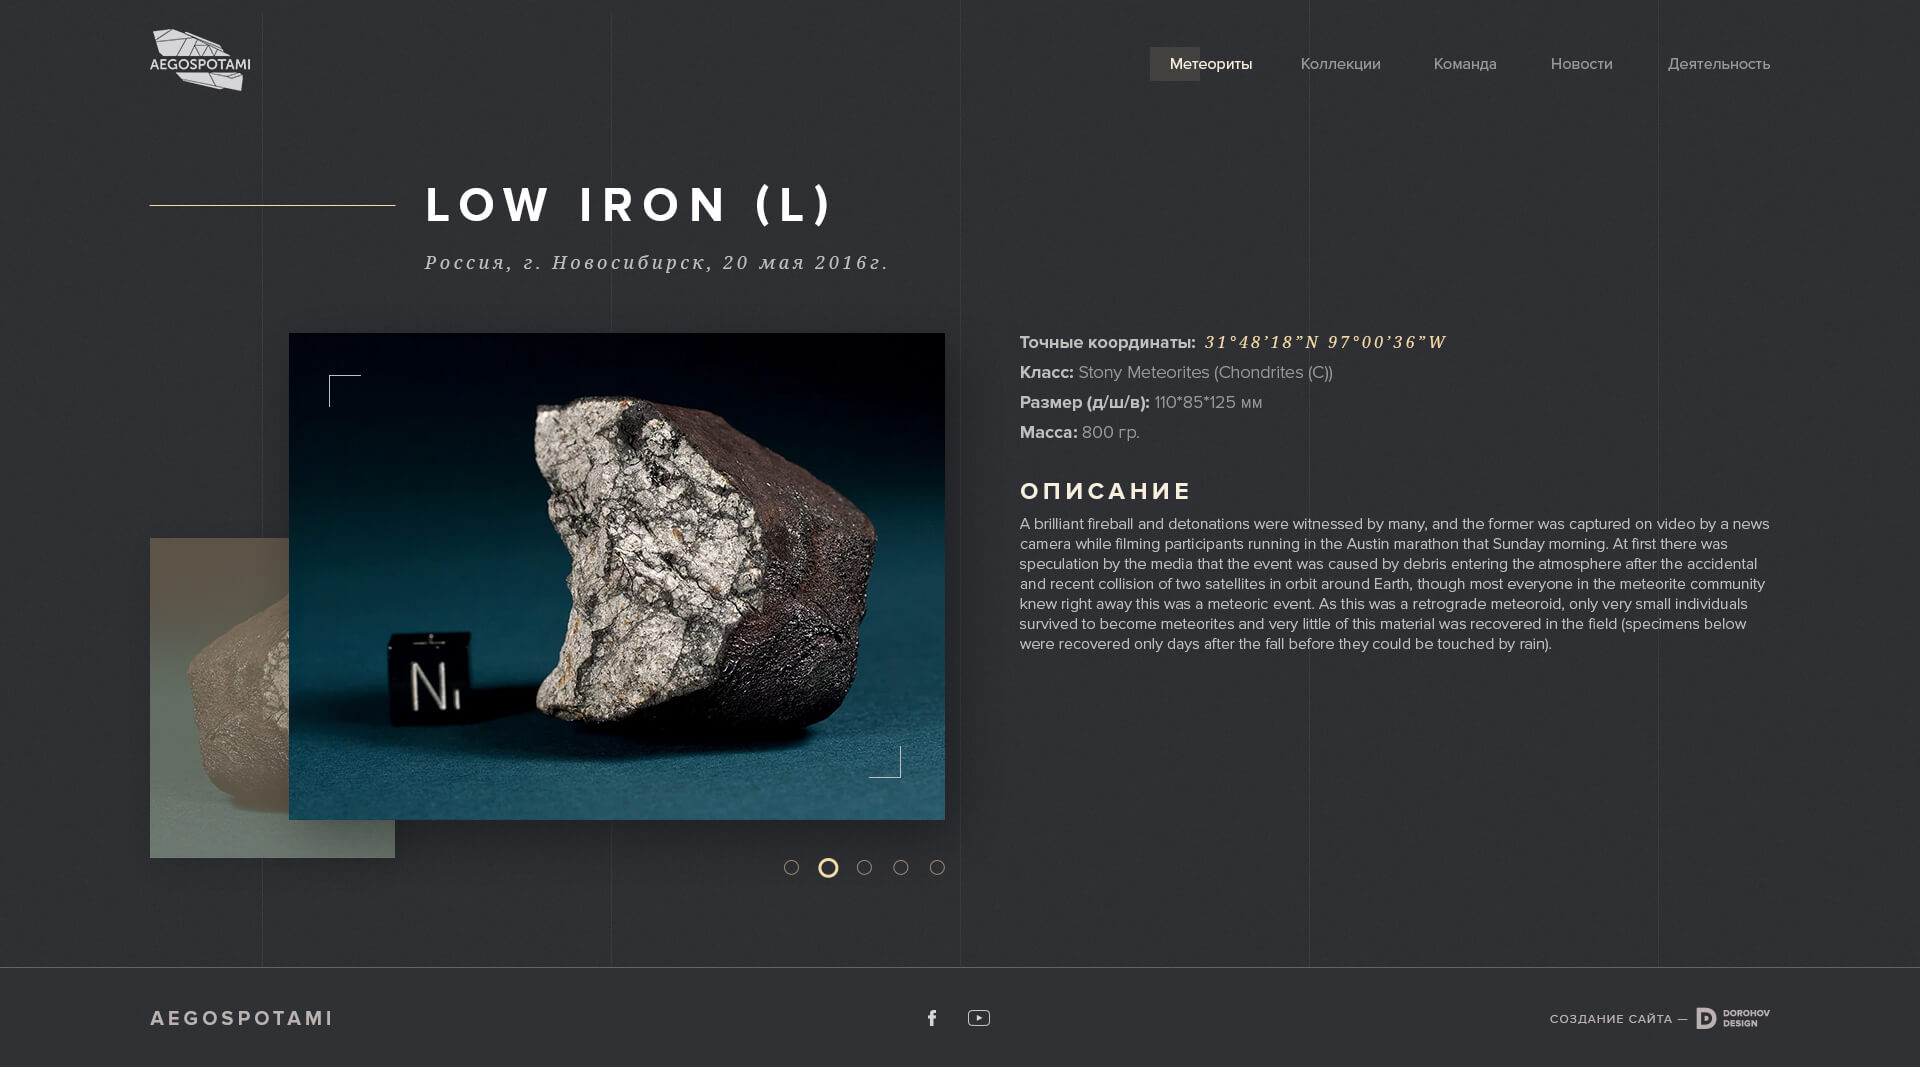 AEGOSPOTAMI
Метеориты
Коллекции
Команда
Новости
Деятельность
LOW IRON (L)
Россия, г. Новосибирск, 20 мая 2016г.
Точные координаты: 31°48’18”N 97°00’36”W
Класс: Stony Meteorites (Chondrites (C))
Размер (д/ш/в): 110*85*125 мм
Масса: 800 гр.
N
ОПИСАНИЕ
A brilliant fireball and detonations were witnessed by many, and the former was captured on video by a news
camera while filming participants running in the Austin marathon that Sunday morning. At first there was
speculation by the media that the event was caused by debris entering the atmosphere after the accidental
and recent collision of two satellites in orbit around Earth, though most everyone in the meteorite community
knew right away this was a meteoric event. As this was a retrograde meteoroid, only very small individuals
survived to become meteorites and very little of this material was recovered in the field (specimens below
were recovered only days after the fall before they could be touched by rain).
AEGOSPOTAMI
f
СОЗДАНИЕ САЙТА —
D
DOROHOV
DESIGN